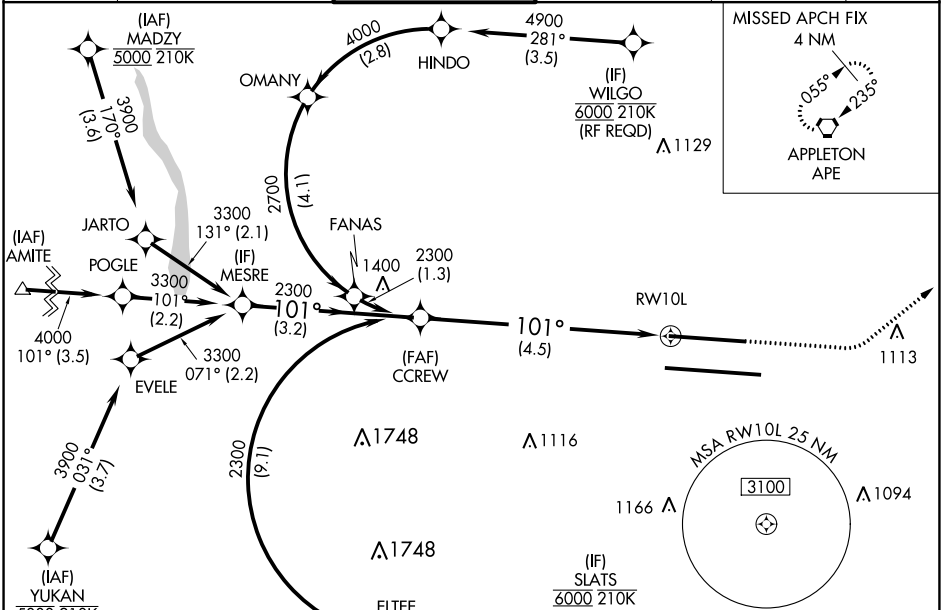 (IAF)
MADZY
5000 210K
4000
(2.8)
HINDO
4900
281°
(3.5)
(IF)
WILGO
6000 210K
(RF REQD)
1129
MISSED APCH FIX
4 NM
055°
235°
APPLETON
APE
OMANY
3900
170°
(3.6)
2700
(4.1)
JARTO
3300
131° (2.1)
FANAS
1400
2300
(1.3)
(IAF)
AMITE
POGLE
(IF)
MESRE
3300
101°
(2.2)
2300
101°
(3.2)
RW10L
4000
101° (3.5)
101°
(4.5)
(FAF)
CCREW
1113
3300
071° (2.2)
EVELE
3900
031°
(3.7)
2300
(9.1)
1748
1116
MSA RW10L 25 NM
3100
1166
1094
1748
(IF)
SLATS
6000 210K
(IAF)
YUKAN
5000 210K